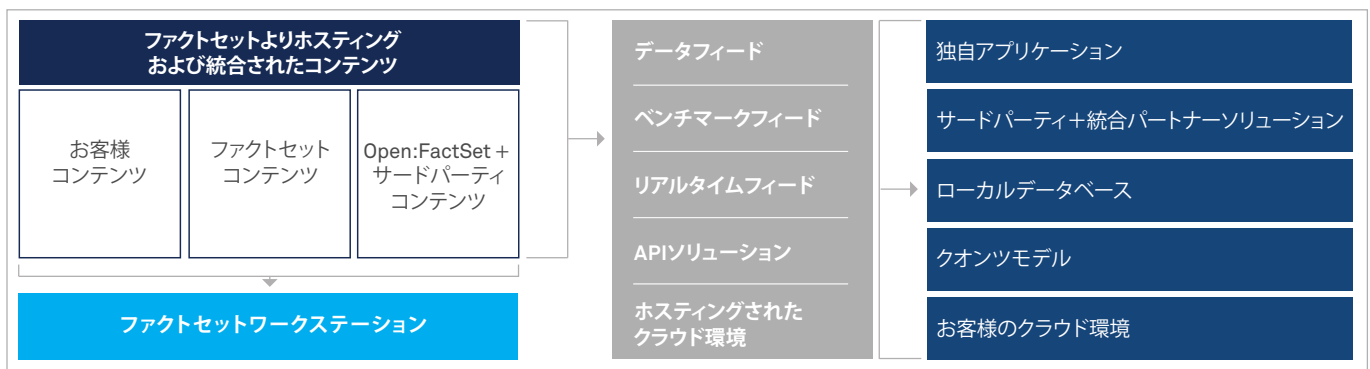 ファクトセットよりホスティング
および統合されたコンテンツ
お客様
コンテンツ
ファクトセット
コンテンツ
Open:FactSet +
サードパーティ
コンテンツ
ファクトセットワークステーション
データフィード
ベンチマークフィード
リアルタイムフィード
APIソリューション
ホスティングされた
クラウド環境
独自アプリケーション
サードパーティ＋統合パートナーソリューション
ローカルデータベース
クオンツモデル
お客様のクラウド環境